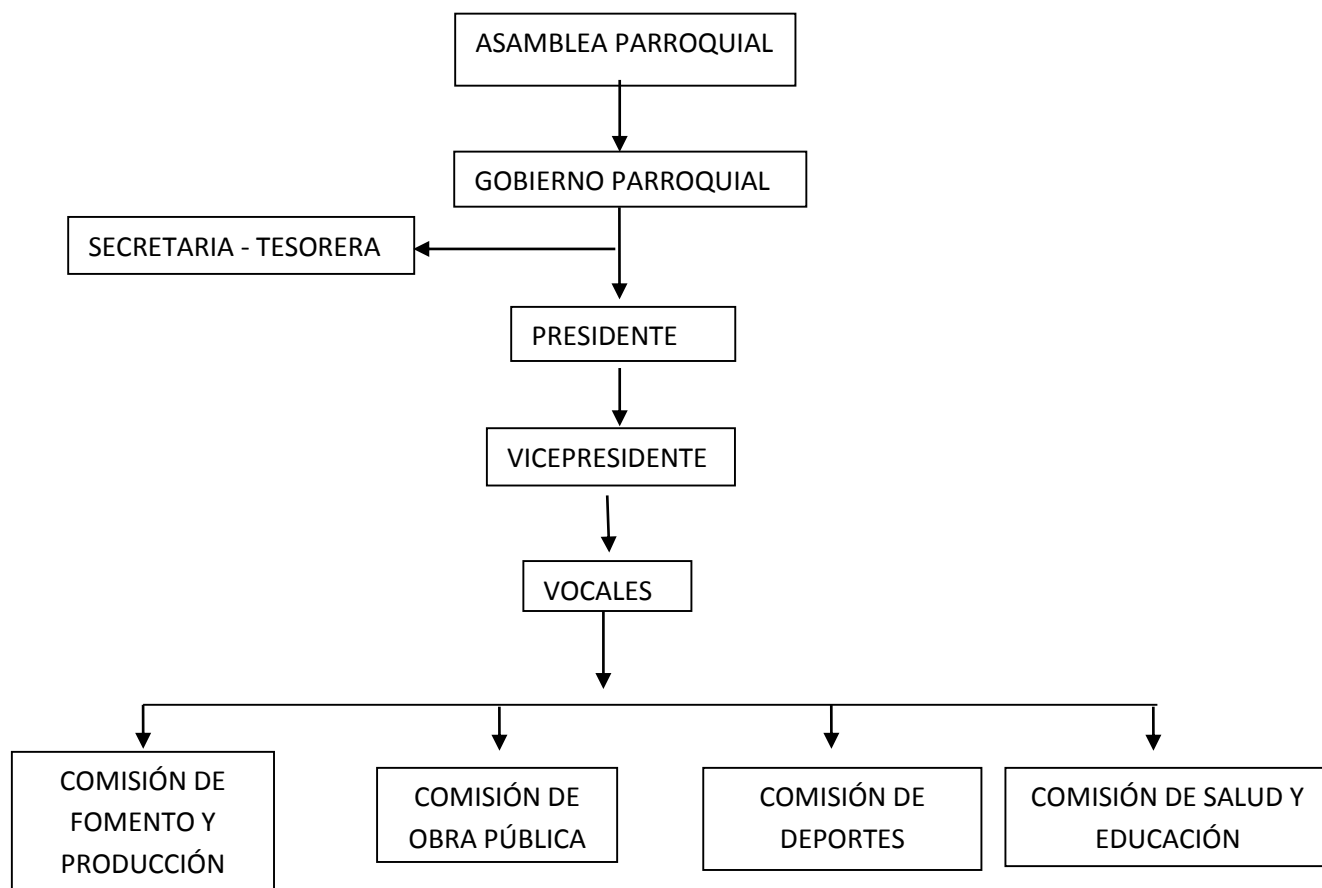 ASAMBLEA PARROQUIAL
GOBIERNO PARROQUIAL
SECRETARIA - TESORERA
PRESIDENTE
VICEPRESIDENTE
VOCALES
COMISIÓN DE
FOMENTO Y
PRODUCCIÓN
COMISIÓN DE
OBRA PÚBLICA
COMISIÓN DE
DEPORTES
COMISIÓN DE SALUD Y
EDUCACIÓN